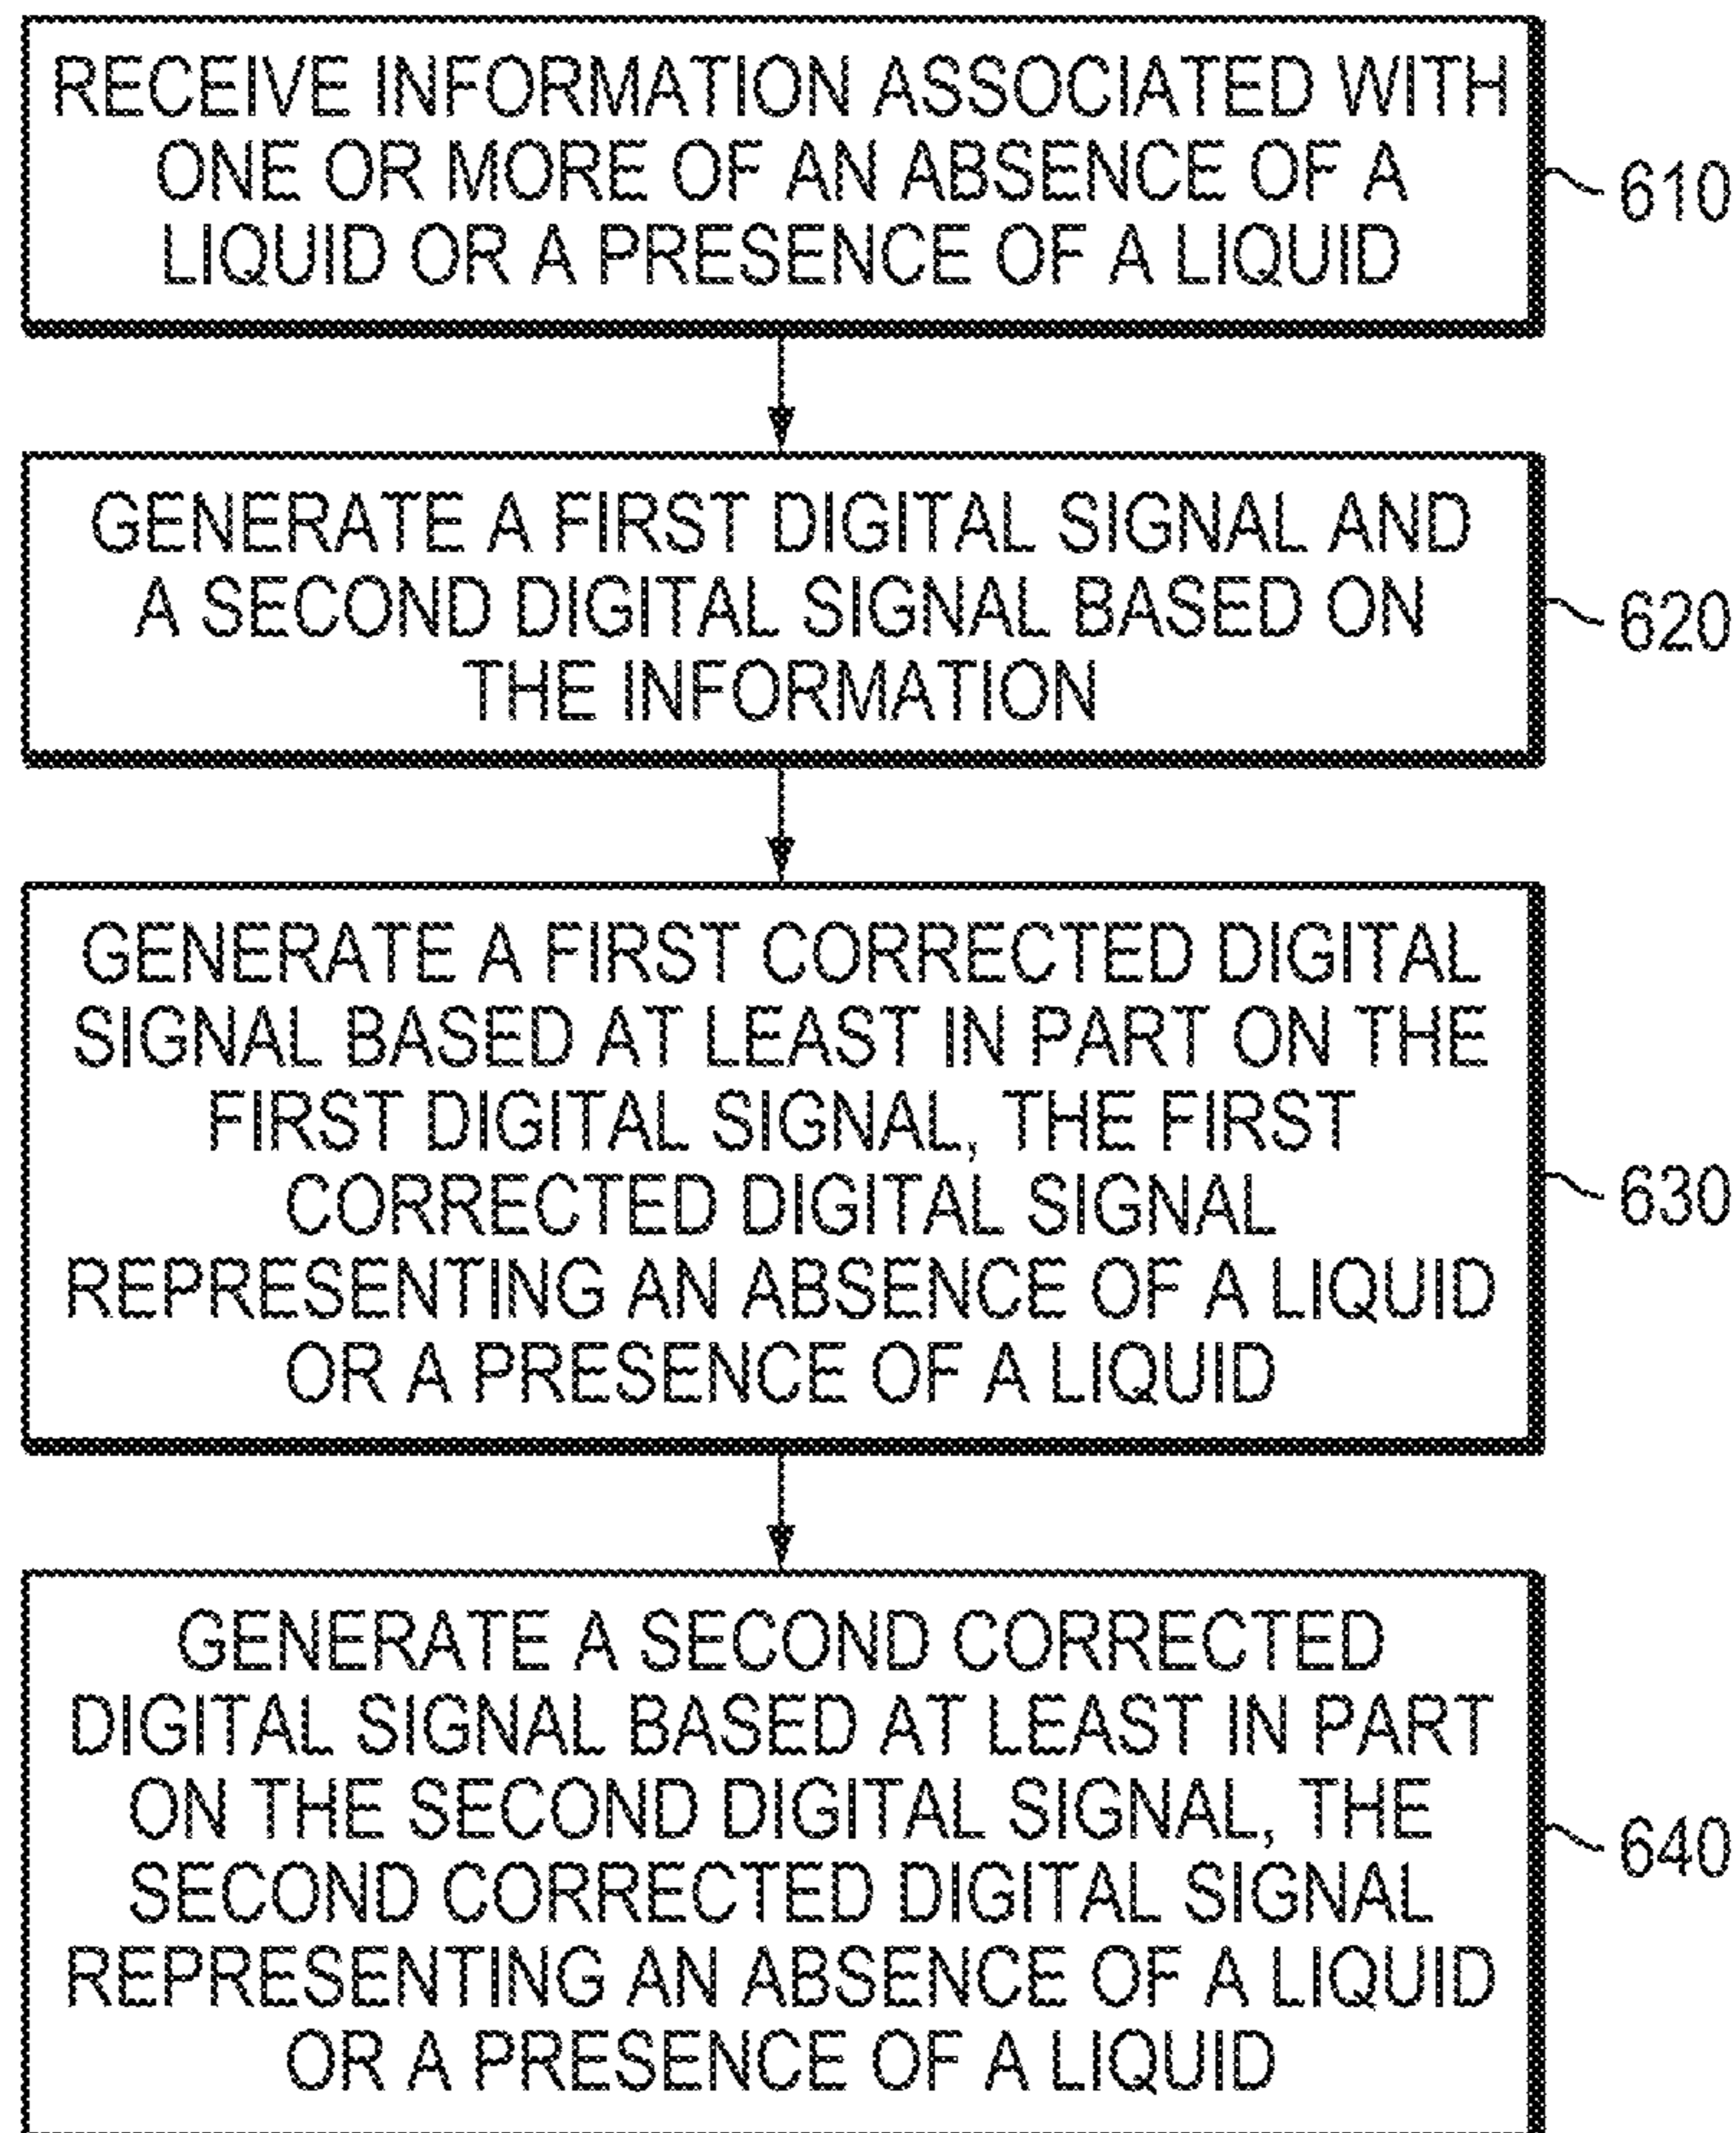 RECEIVE INFORMATION ASSOCIATED WITH
ONE OR MORE OF AN ABSENCE OF A
LIQUID OR A PRESENCE OF A LIQUID
610
GENERATE A FIRST DIGITAL SIGNAL AND
A SECOND DIGITAL SIGNAL BASED ON
THE INFORMATION
620
GENERATE A FIRST CORRECTED DIGITAL
SIGNAL BASED AT LEAST IN PART ON THE
FIRST DIGITAL SIGNAL, THE FIRST
CORRECTED DIGITAL SIGNAL
REPRESENTING AN ABSENCE OF A LIQUID
OR A PRESENCE OF A LIQUID
630
GENERATE A SECOND CORRECTED
DIGITAL SIGNAL BASED AT LEAST IN PART
ON THE SECOND DIGITAL SIGNAL, THE
SECOND CORRECTED DIGITAL SIGNAL
REPRESENTING AN ABSENCE OF A LIQUID
OR A PRESENCE OF A LIQUID
640